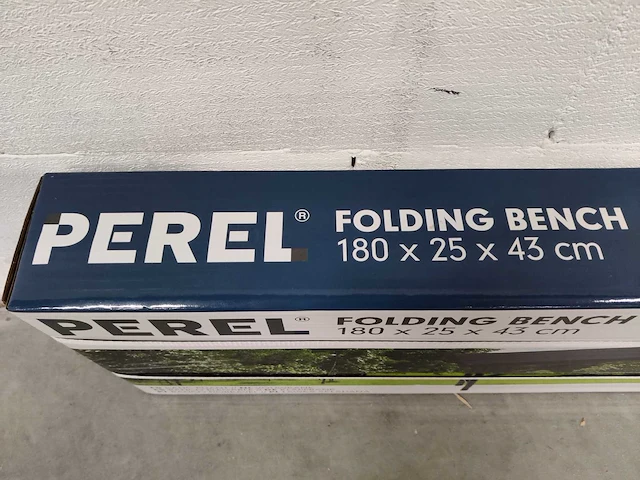 PEREL®
FOLDING BENCH
180 x 25 x 43 cm
PEREL®
FOLDING BENCH
180 x 25 x 43 cm